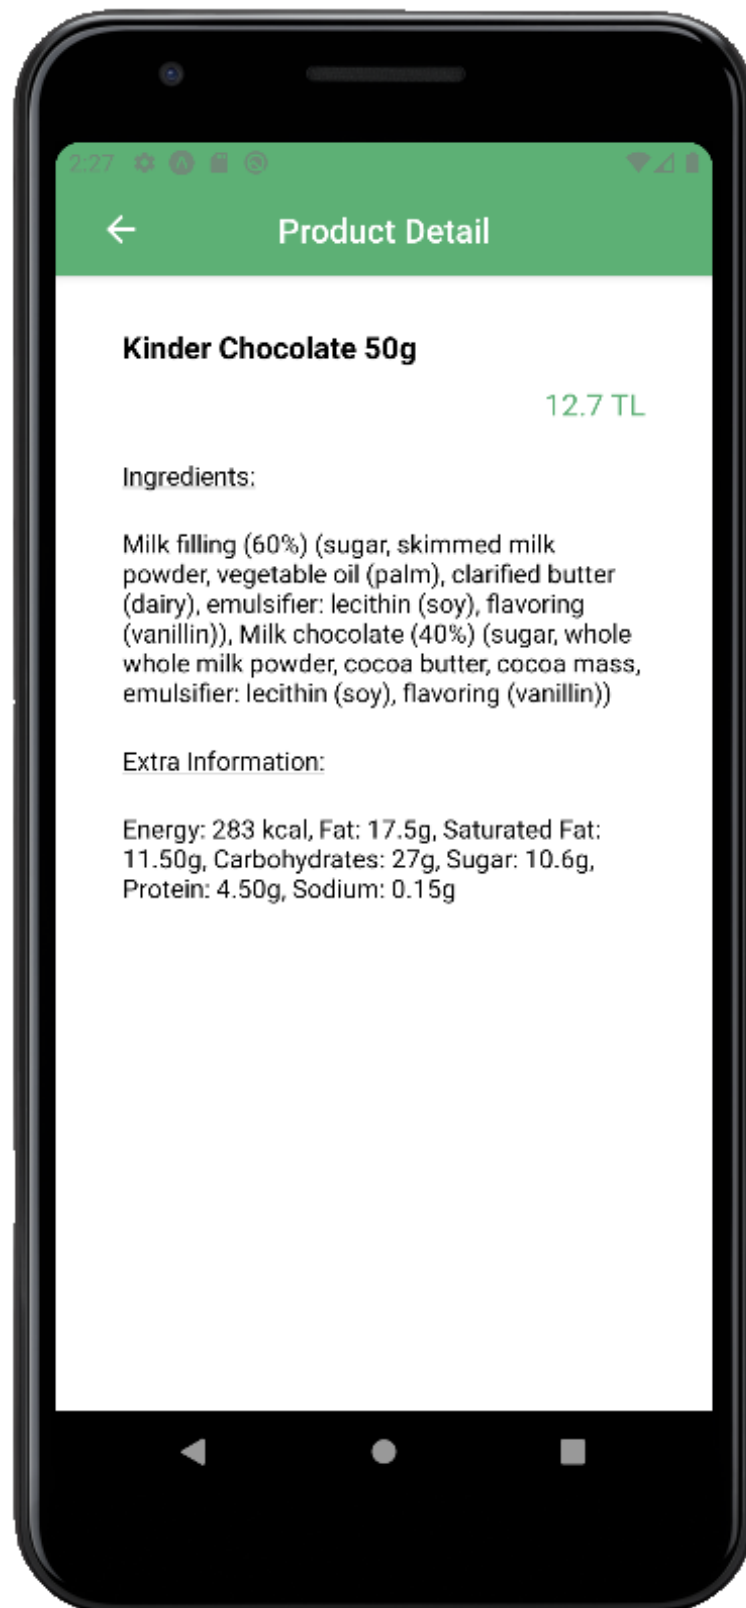 2:27
Product Detail
Kinder Chocolate 50g
12.7 TL
Ingredients:
Milk filling (60%) (sugar, skimmed milk
powder, vegetable oil (palm), clarified butter
(dairy), emulsifier: lecithin (soy), flavoring
(vanillin)), Milk chocolate (40%) (sugar, whole
whole milk powder, cocoa butter, cocoa mass,
emulsifier: lecithin (soy), flavoring (vanillin))
Extra Information:
Energy: 283 kcal, Fat: 17.5g, Saturated Fat:
11.50g, Carbohydrates: 27g, Sugar: 10.6g,
Protein: 4.50g, Sodium: 0.15g